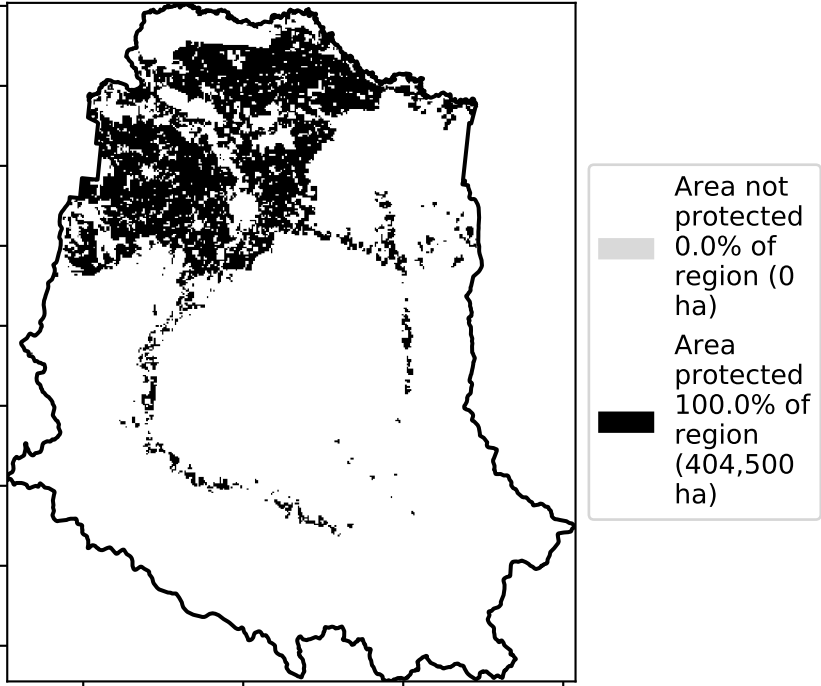 Area not
protected
0.0% of
region (0
ha)
Area
protected
100.0% of
region
(404,500
ha)